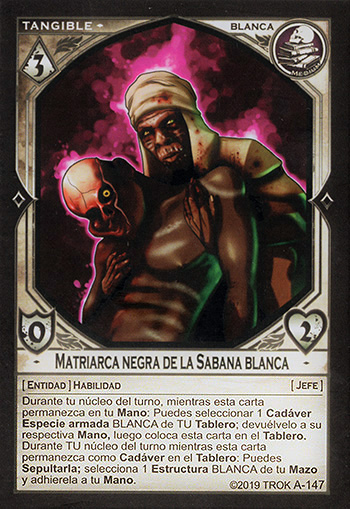 TANGIBLE
BLANCA
3
MEDIUM
0
2
MATRIARCA NEGRA DE LA SABANA BLANCA
[ENTIDAD] HABILIDAD
[JEFE]
Durante tu núcleo del turno, mientras esta carta
permanezca en tu Mano: Puedes seleccionar 1 Cadáver
Especie armada BLANCA de TU Tablero; devuélvelo a su
respectiva Mano, luego coloca esta carta en el Tablero.
Durante TU núcleo del turno mientras esta carta
permanezca como Cadáver en el Tablero: Puedes
Sepultarla; selecciona 1 Estructura BLANCA de tu Mazo
y adhierela a tu Mano.
©2019 TROK A-147